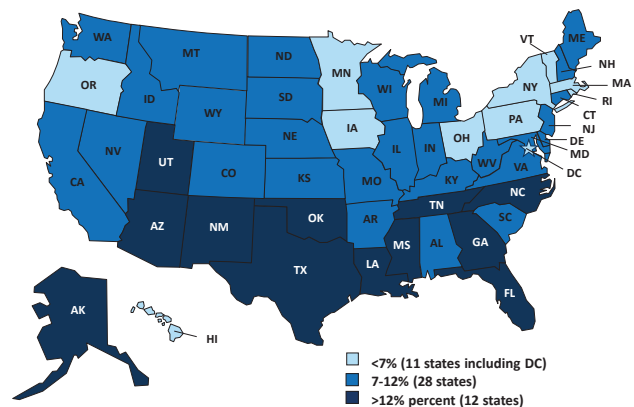 WA
MT
ND
MN
VT
ME
NH
MA
RI
CT
NJ
DE
MD
DC
OR
ID
WY
SD
WI
MI
NY
PA
NE
IA
IL
IN
OH
WV
VA
NV
UT
CO
KS
MO
KY
CA
AZ
NM
OK
AR
TN
NC
SC
TX
LA
MS
AL
GA
FL
AK
HI
<7% (11 states including DC)
7-12% (28 states)
>12% percent (12 states)